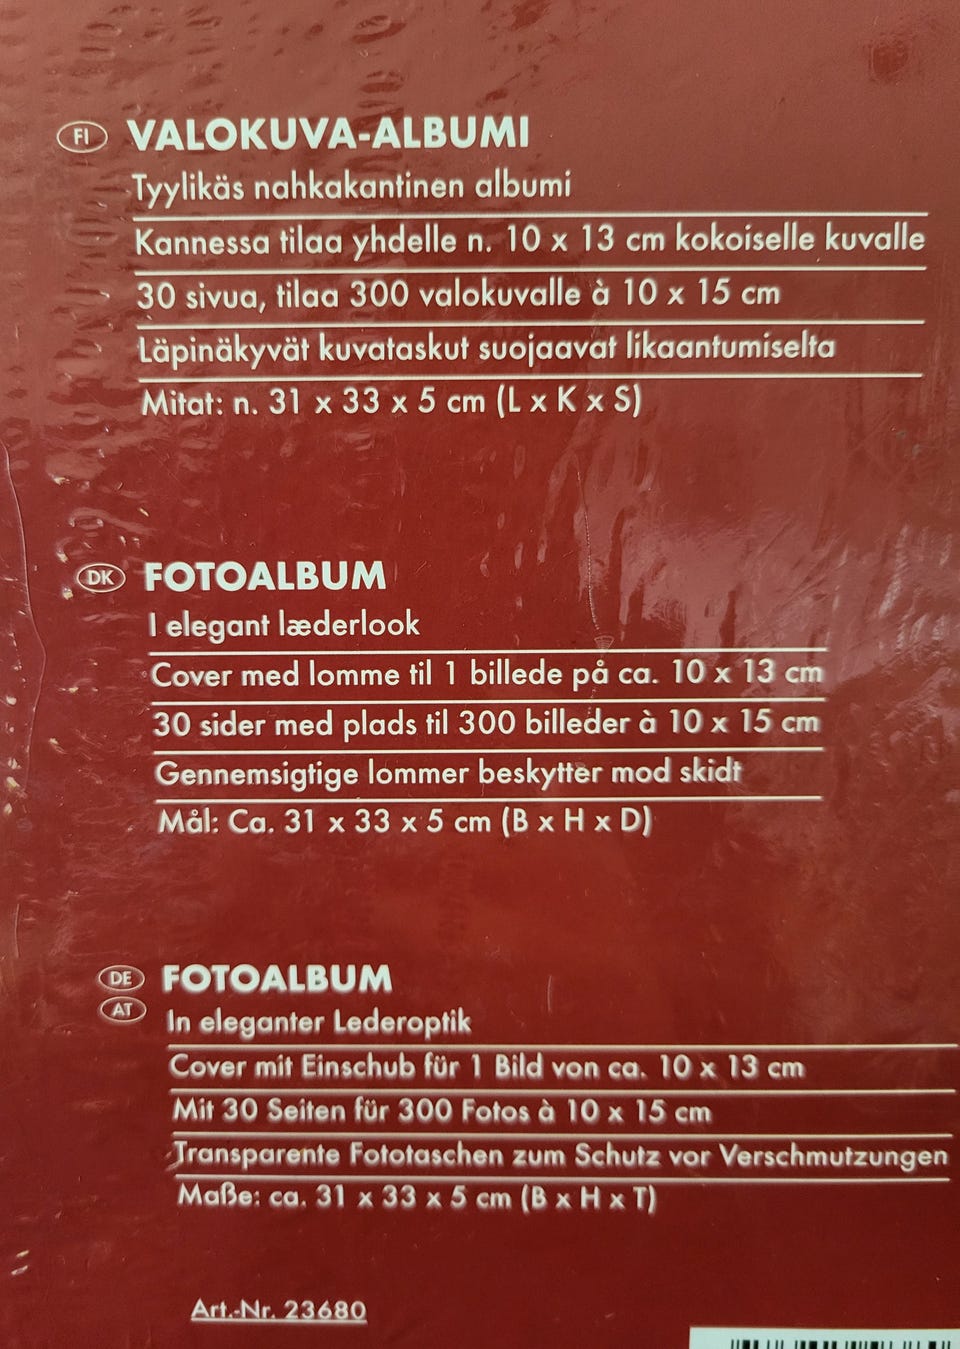 FI VALOKUVA-ALBUMI
Tyylikäs nahkakantinen albumi
Kannessa tilaa yhdelle n. 10 x 13 cm kokoiselle kuvalle
30 sivua, tilaa 300 valokuvalle à 10 x 15 cm
Läpinäkyvät kuvataskut suojaavat likaantumiselta
Mitat: n. 31 x 33 x 5 cm (L x K x S)
DK FOTOALBUM
I elegant læderlook
Cover med lomme til 1 billede på ca. 10 x 13 cm
30 sider med plads til 300 billeder à 10 x 15 cm
Gennemsigtige lommer beskytter mod skidt
Mål: Ca. 31 x 33 x 5 cm (B x H x D)
DE FOTOALBUM
AT
In eleganter Lederoptik
Cover mit Einschub für 1 Bild von ca. 10 x 13 cm
Mit 30 Seiten für 300 Fotos à 10 x 15 cm
Transparente Fototaschen zum Schutz vor Verschmutzungen
Maße: ca. 31 x 33 x 5 cm (B x H x T)
Art.-Nr. 23680